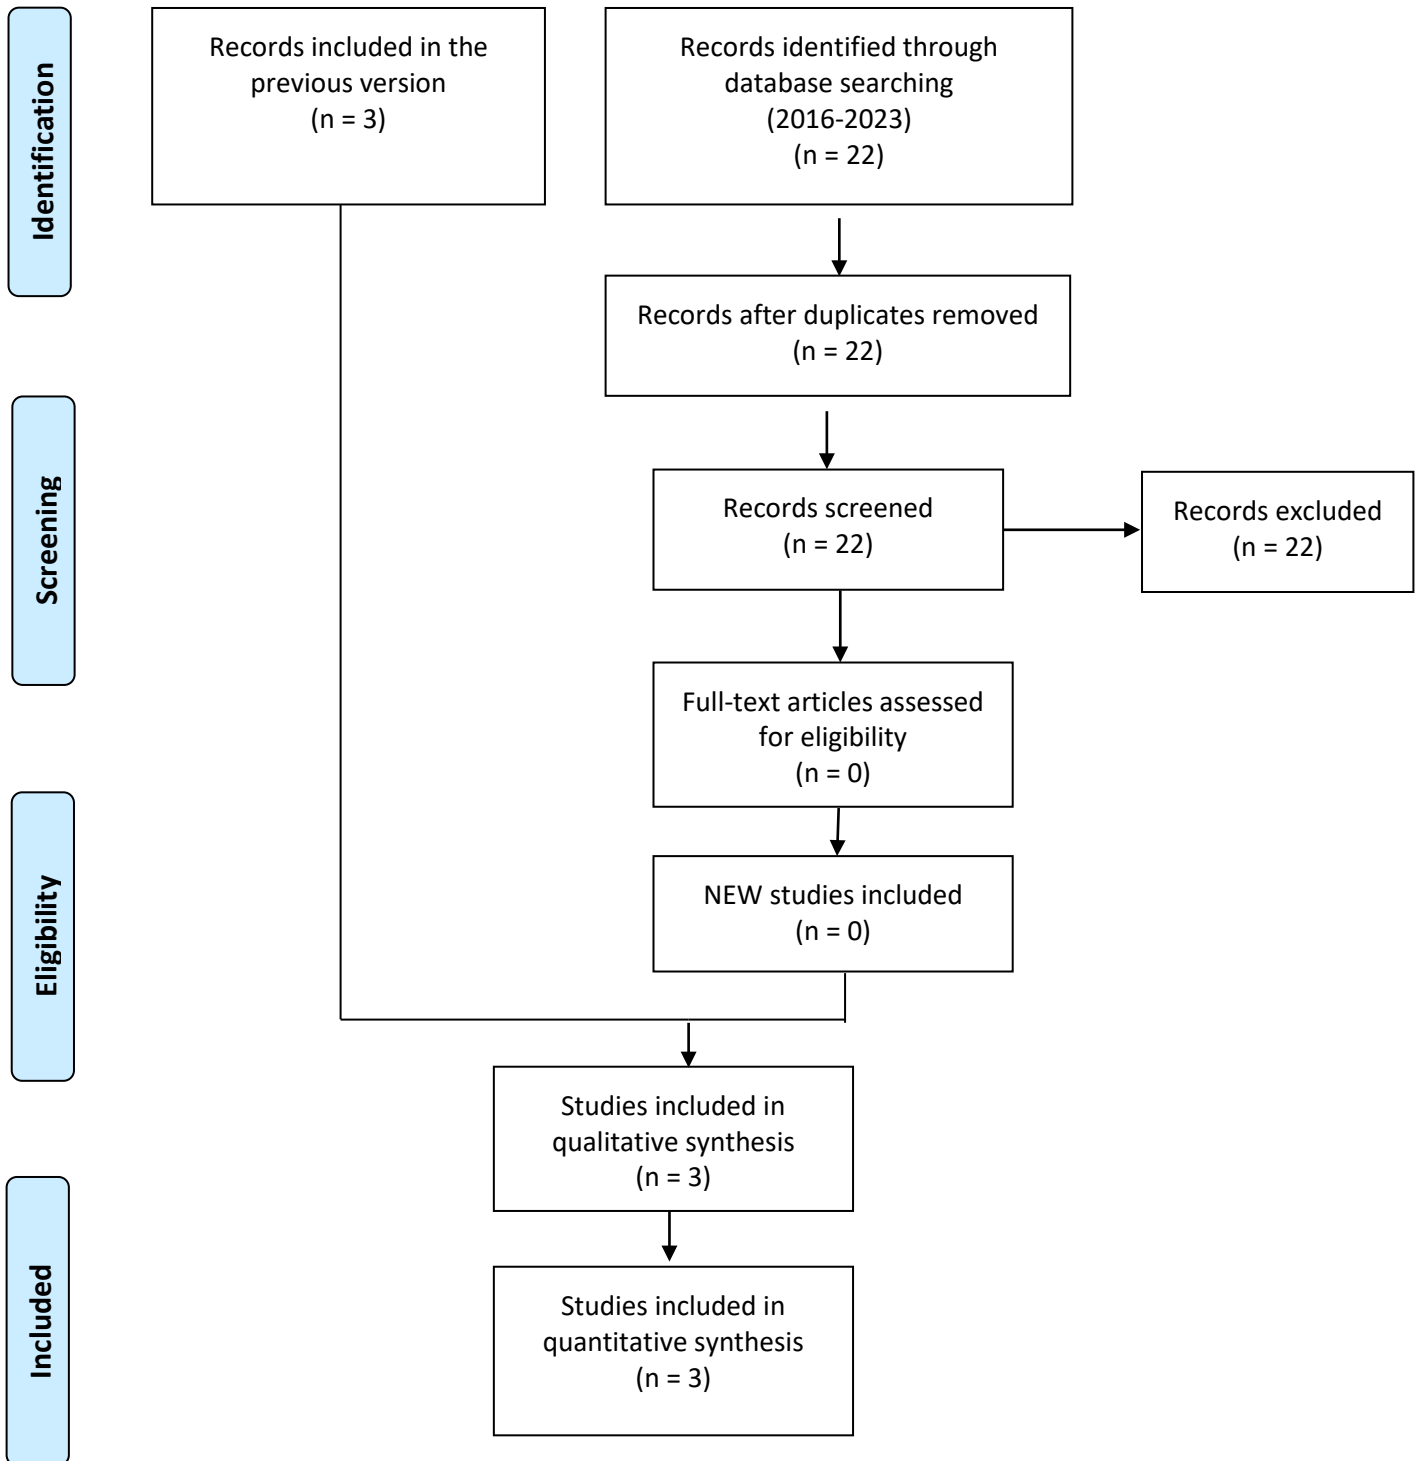 Identification
Records included in the
previous version
(n = 3)
Records identified through
database searching
(2016-2023)
(n = 22)
Records after duplicates removed
(n = 22)
Screening
Records screened
(n = 22)
Records excluded
(n = 22)
Full-text articles assessed
for eligibility
(n = 0)
Eligibility
NEW studies included
(n = 0)
Studies included in
qualitative synthesis
(n = 3)
Included
Studies included in
quantitative synthesis
(n = 3)